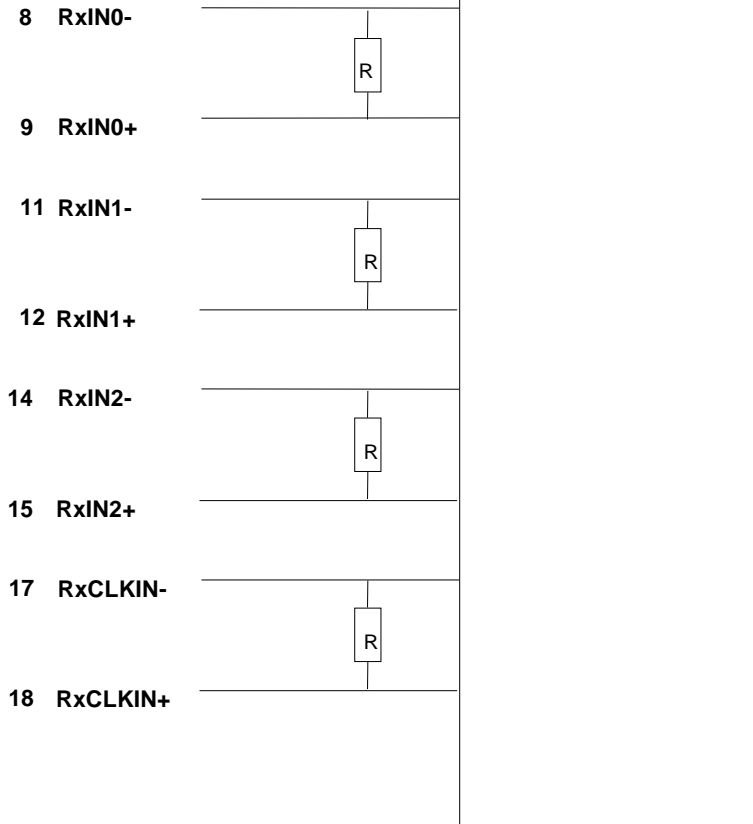 8 RxIN0-
R
9 RxIN0+
11 RxIN1-
R
12 RxIN1+
14 RxIN2-
R
15 RxIN2+
17 RxCLKIN-
R
18 RxCLKIN+